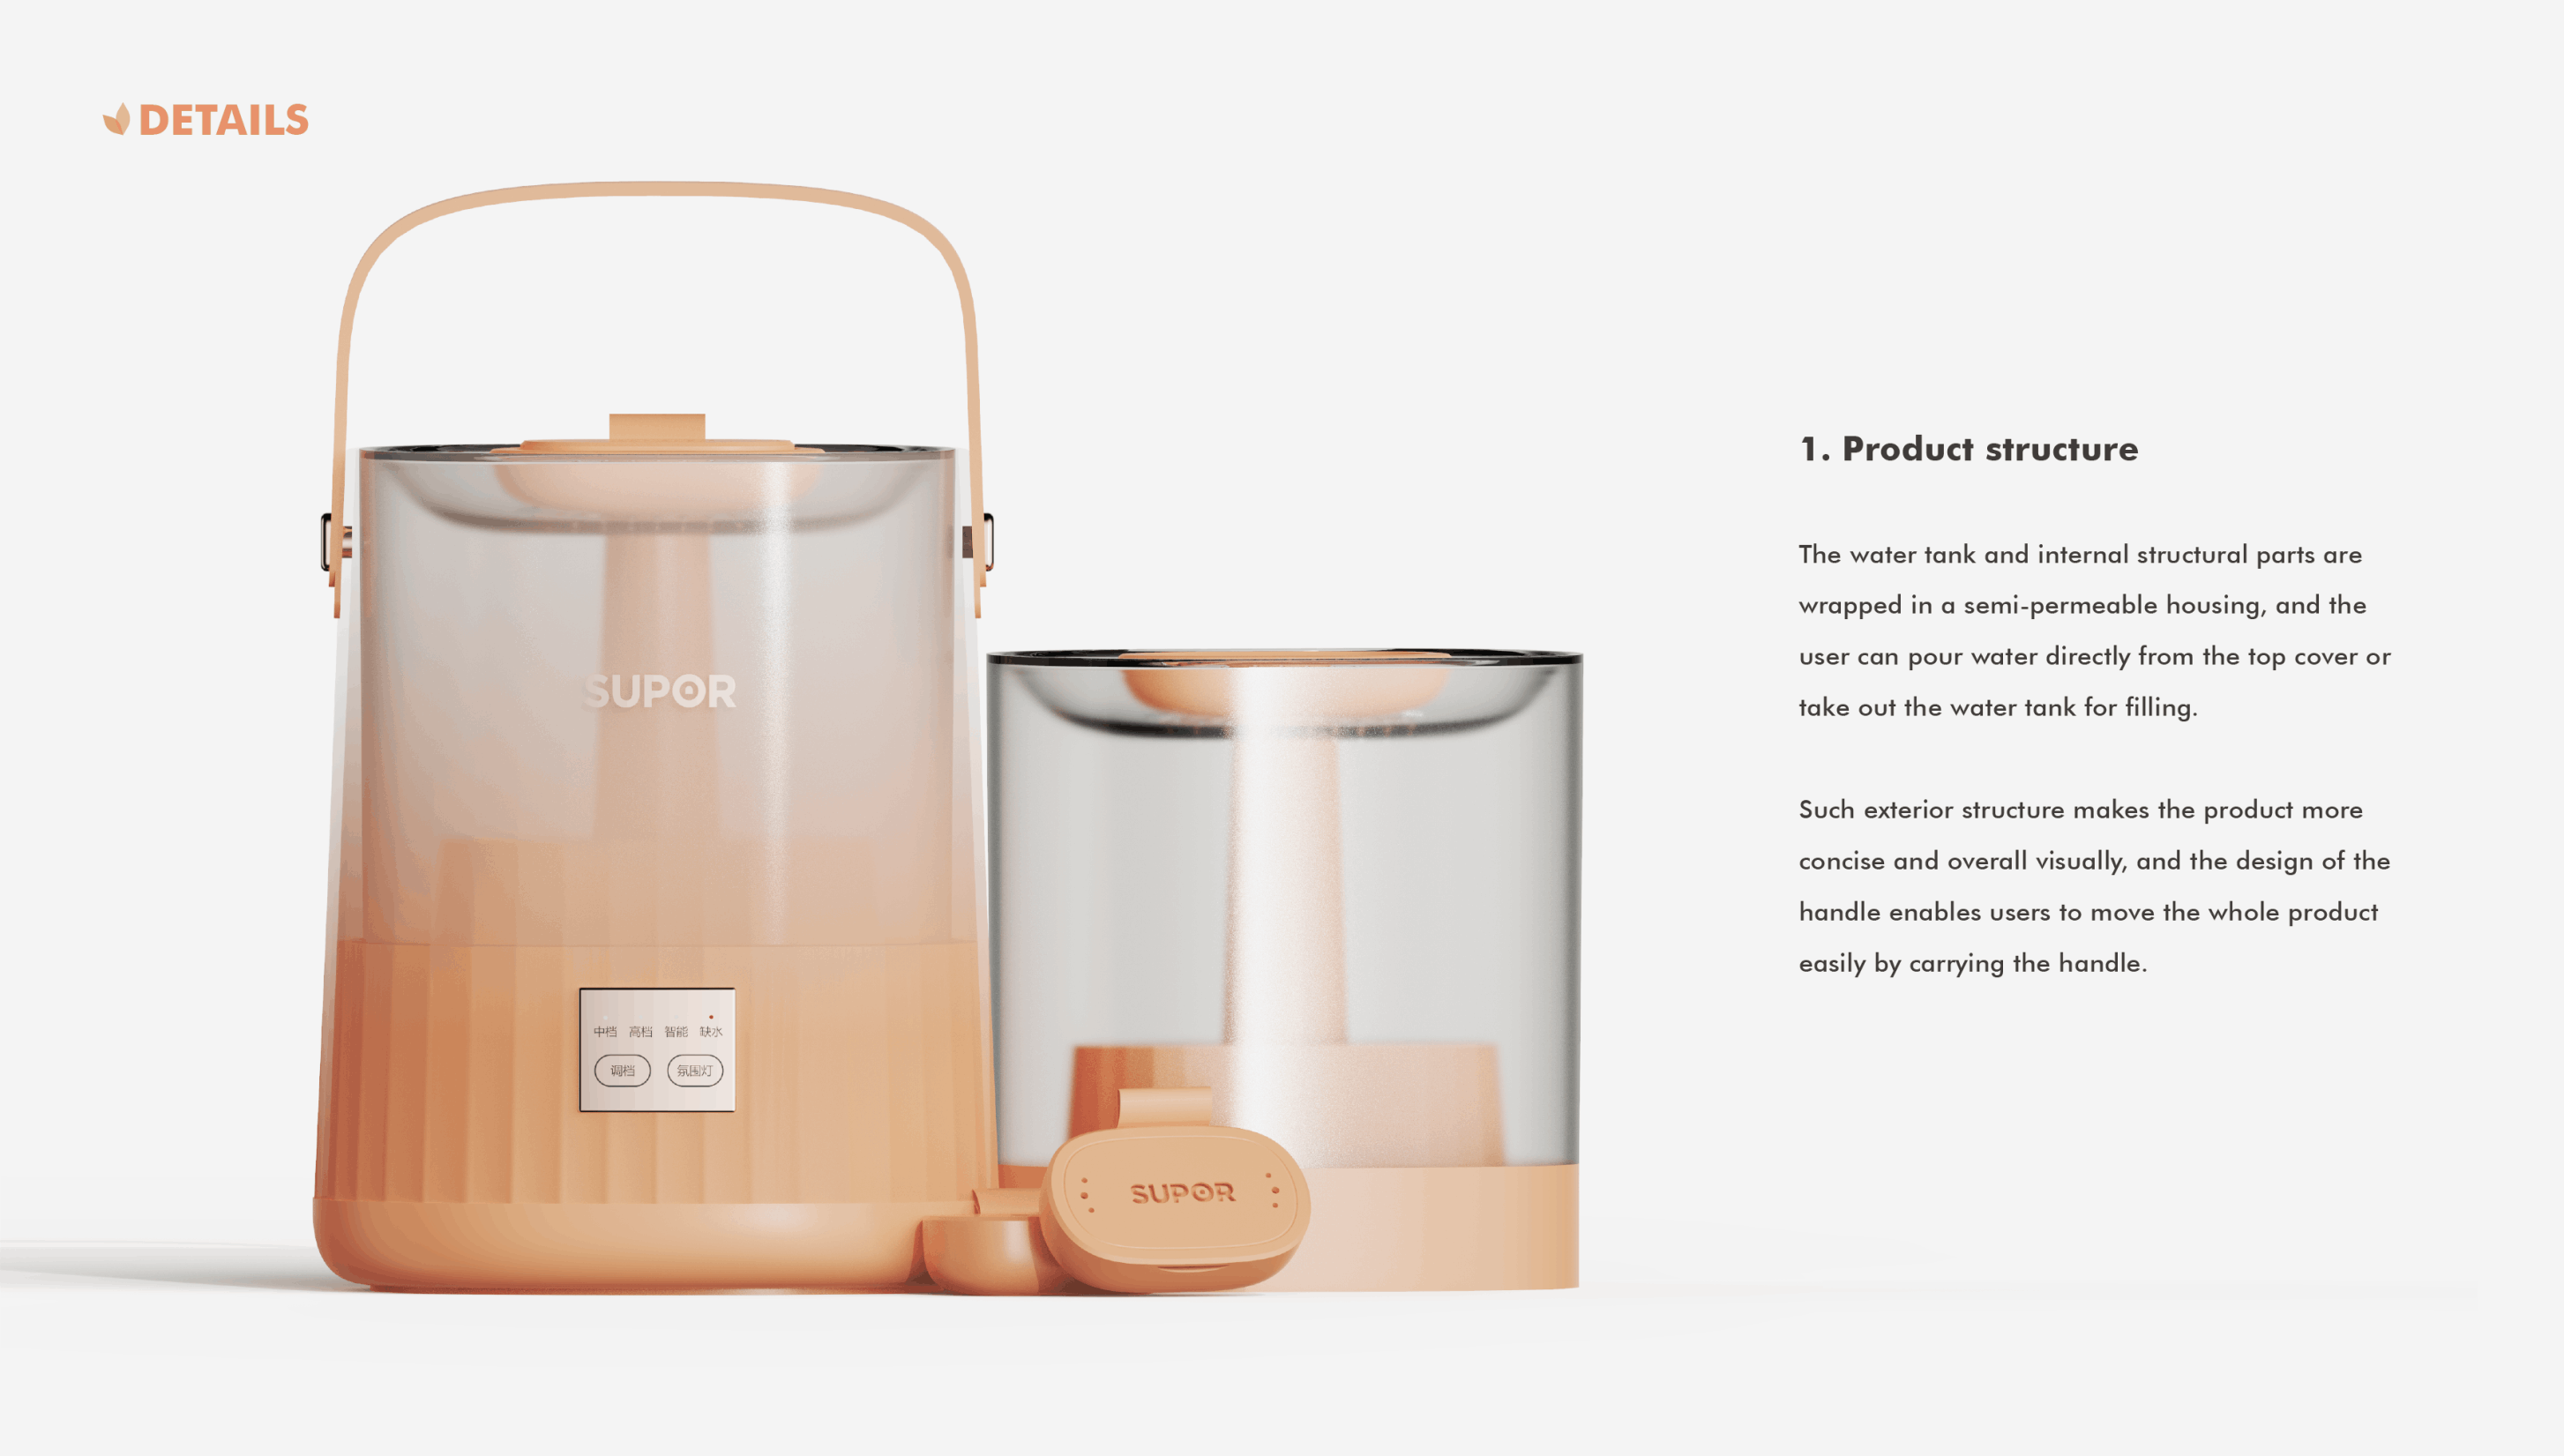 DETAILS
SUPOR
中档 高档 智能 缺水
调档 氛围灯
SUPOR
1. Product structure
The water tank and internal structural parts are
wrapped in a semi-permeable housing, and the
user can pour water directly from the top cover or
take out the water tank for filling.
Such exterior structure makes the product more
concise and overall visually, and the design of the
handle enables users to move the whole product
easily by carrying the handle.